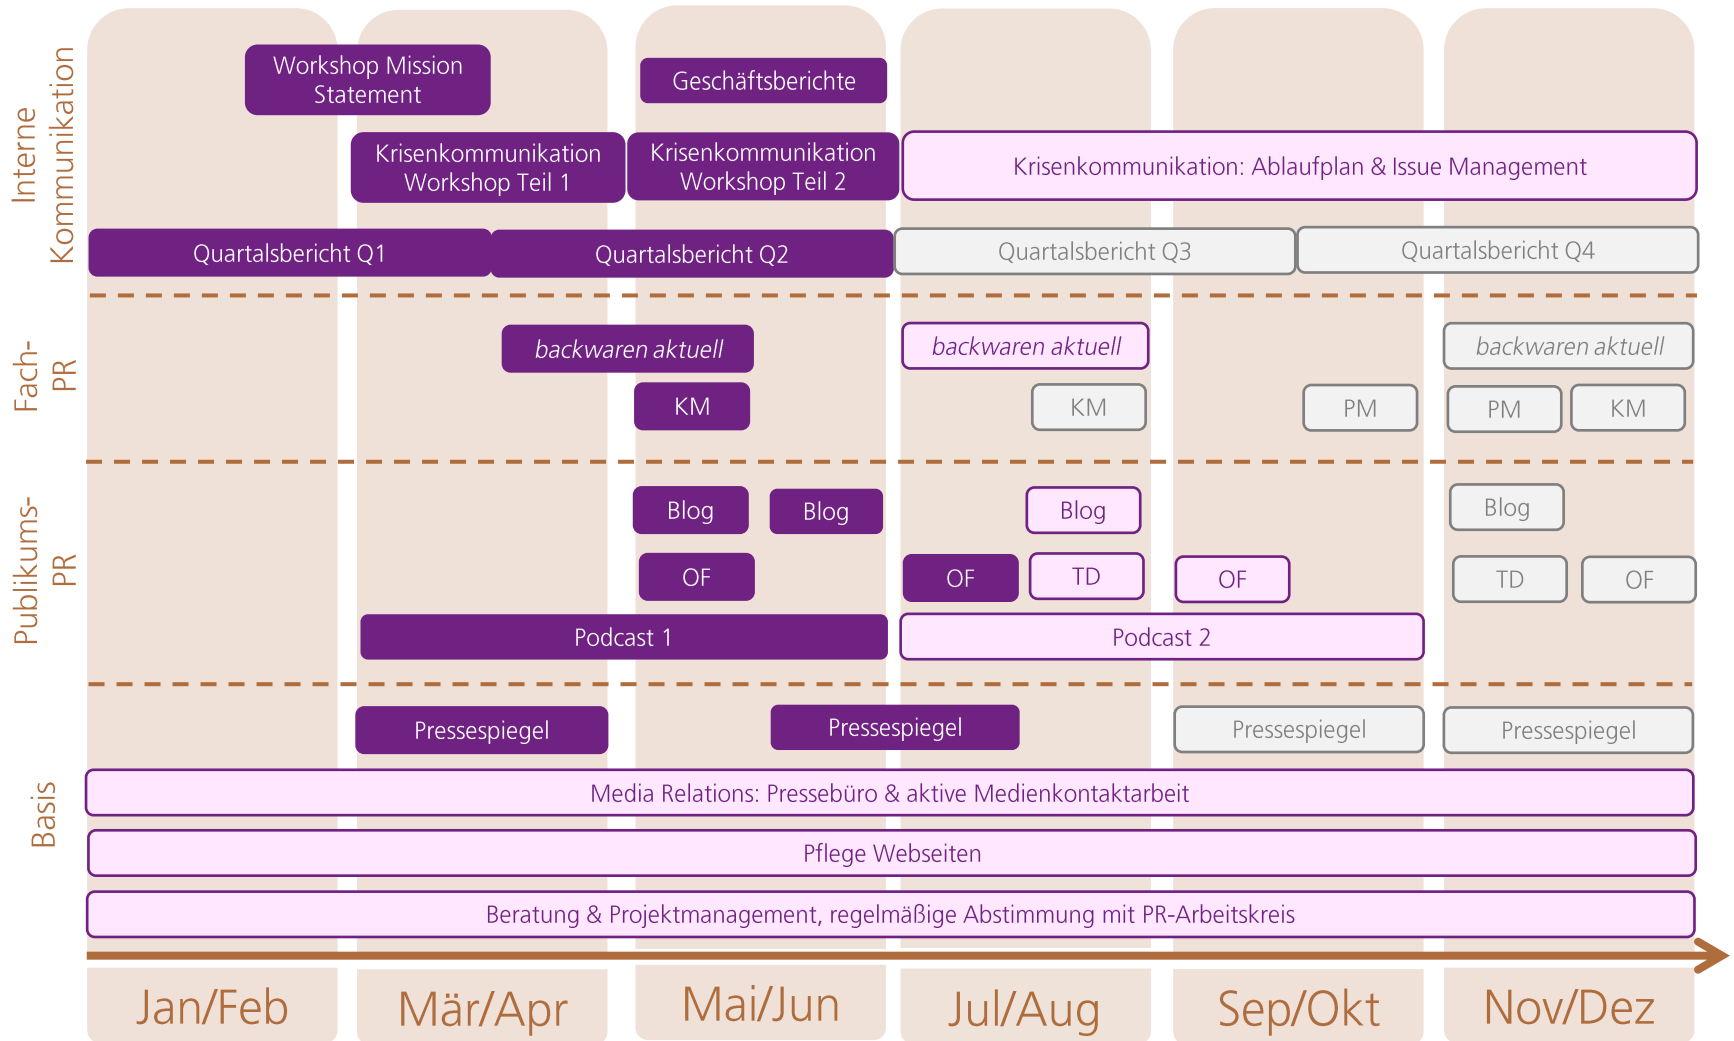 Interne
Kommunikation
Workshop Mission
Statement
Geschäftsberichte
Krisenkommunikation
Workshop Teil 1
Krisenkommunikation
Workshop Teil 2
Krisenkommunikation: Ablaufplan & Issue Management
Quartalsbericht Q1
Quartalsbericht Q2
Quartalsbericht Q3
Quartalsbericht Q4
Fach-
PR
backwaren aktuell
backwaren aktuell
backwaren aktuell
KM
KM
PM
PM
KM
Publikums-
PR
Blog
Blog
Blog
Blog
OF
OF
TD
OF
TD
OF
Podcast 1
Podcast 2
Basis
Pressespiegel
Pressespiegel
Pressespiegel
Pressespiegel
Media Relations: Pressebüro & aktive Medienkontaktarbeit
Pflege Webseiten
Beratung & Projektmanagement, regelmäßige Abstimmung mit PR-Arbeitskreis
Jan/Feb
Mär/Apr
Mai/Jun
Jul/Aug
Sep/Okt
Nov/Dez